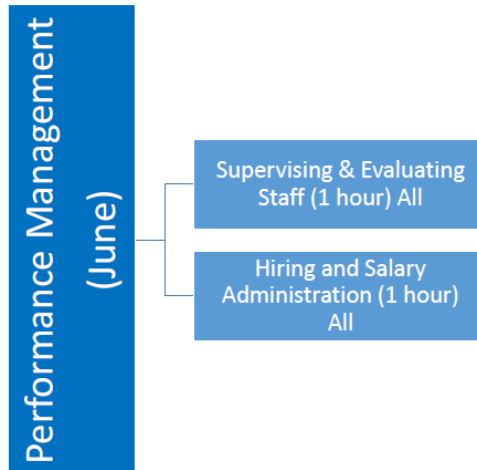 Performance Management
(June)
Supervising & Evaluating
Staff (1 hour) All
Hiring and Salary
Administration (1 hour)
All